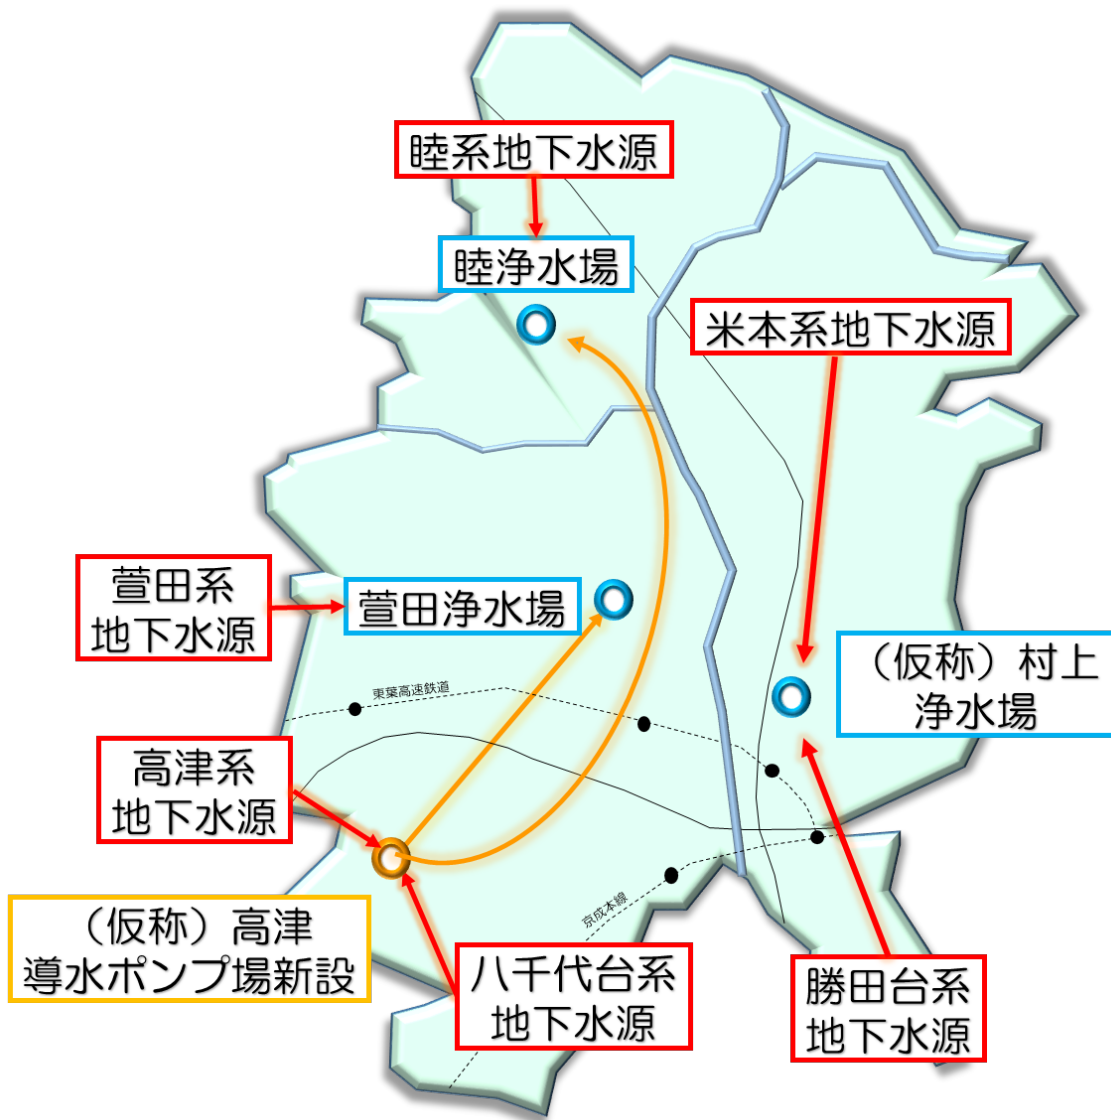 睦系地下水源
睦浄水場
米本系地下水源
萱田系
地下水源
萱田浄水場
（仮称）村上
浄水場
東葉高速鉄道
高津系
地下水源
（仮称）高津
導水ポンプ場新設
京成本線
八千代台系
地下水源
勝田台系
地下水源